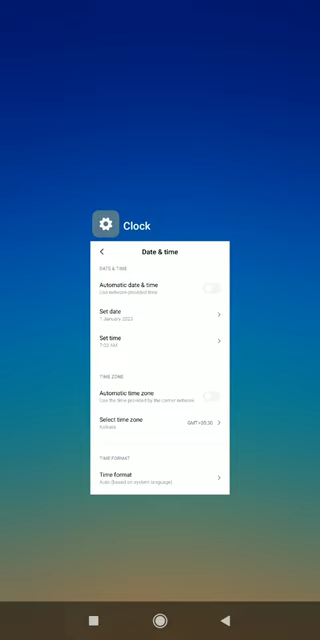 Clock
Date & time
DATE & TIME
Automatic date & time
Use network-provided time
Set date
1 January 2023
Set time
7:03 AM
TIME ZONE
Automatic time zone
Use the time provided by the carrier network
Select time zone
Kolkata
GMT+05:30
TIME FORMAT
Time format
Auto (based on system language)